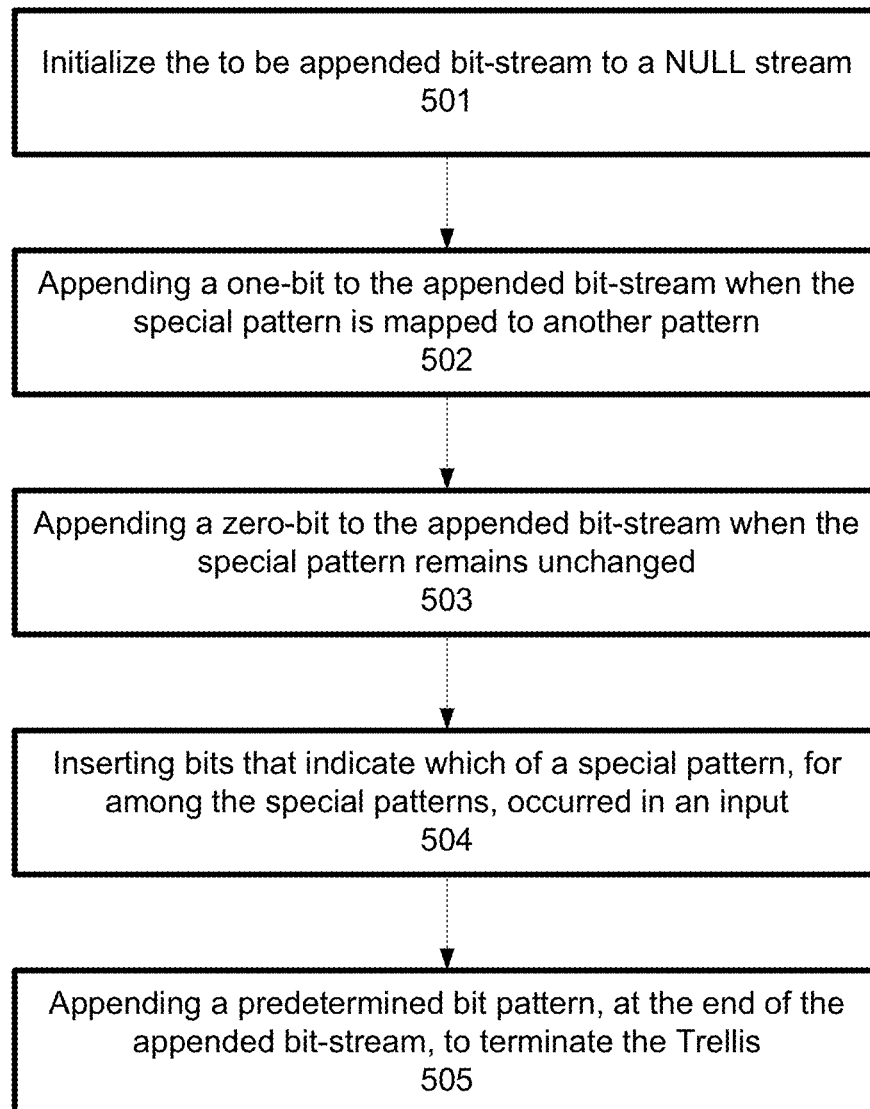 Initialize the to be appended bit-stream to a NULL stream
501
Appending a one-bit to the appended bit-stream when the
special pattern is mapped to another pattern
502
Appending a zero-bit to the appended bit-stream when the
special pattern remains unchanged
503
Inserting bits that indicate which of a special pattern, for
among the special patterns, occurred in an input
504
Appending a predetermined bit pattern, at the end of the
appended bit-stream, to terminate the Trellis
505